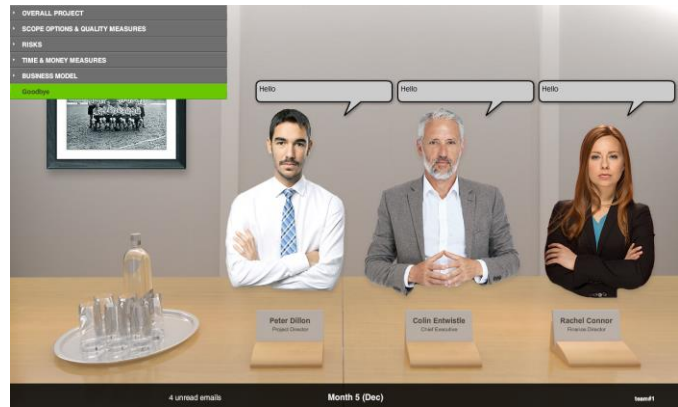 OVERALL PROJECT
SCOPE OPTIONS & QUALITY MEASURES
RISKS
TIME & MONEY MEASURES
BUSINESS MODEL
Goodbye
Hello
Hello
Hello
Peter Dillon
Project Director
Colin Entwistle
Chief Executive
Rachel Connor
Finance Director
4 unread emails
Month 5 (Dec)
team#1